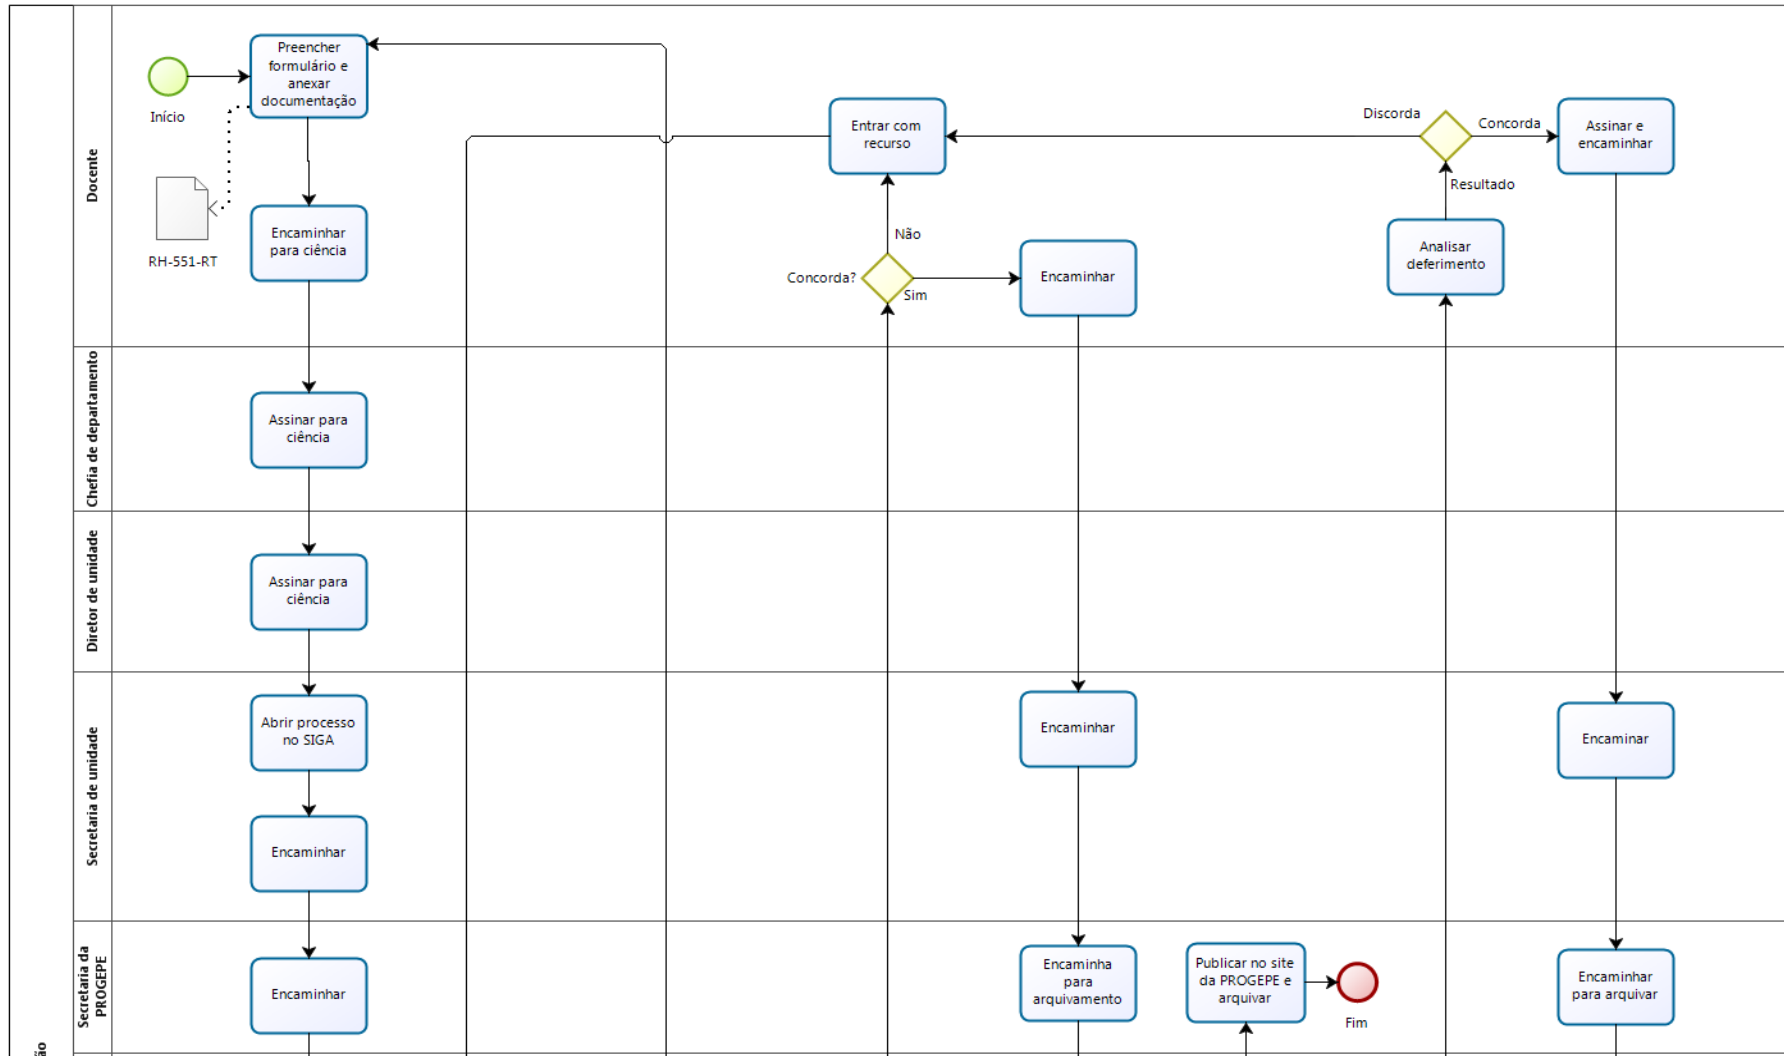 Docente
Início
Preencher
formulário e
anexar
documentação
RH-551-RT
Encaminhar
para ciência
Entrar com
recurso
Não
Concorda?
Sim
Encaminhar
Discorda
Concorda
Resultado
Analisar
deferimento
Assinar e
encaminhar
Chefia de departamento
Assinar para
ciência
Diretor de unidade
Assinar para
ciência
Secretaria de unidade
Abrir processo
no SIGA
Encaminhar
Encaminhar
Encaminar
Secretaria da
PROGEPE
Encaminhar
Encaminha
para
arquivamento
Publicar no site
da PROGEPE e
arquivar
Fim
Encaminhar
para arquivar
ão